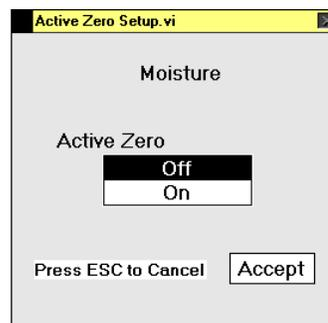 Active Zero Setup.vi
Moisture
Active Zero
Off
On
Press ESC to Cancel
Accept